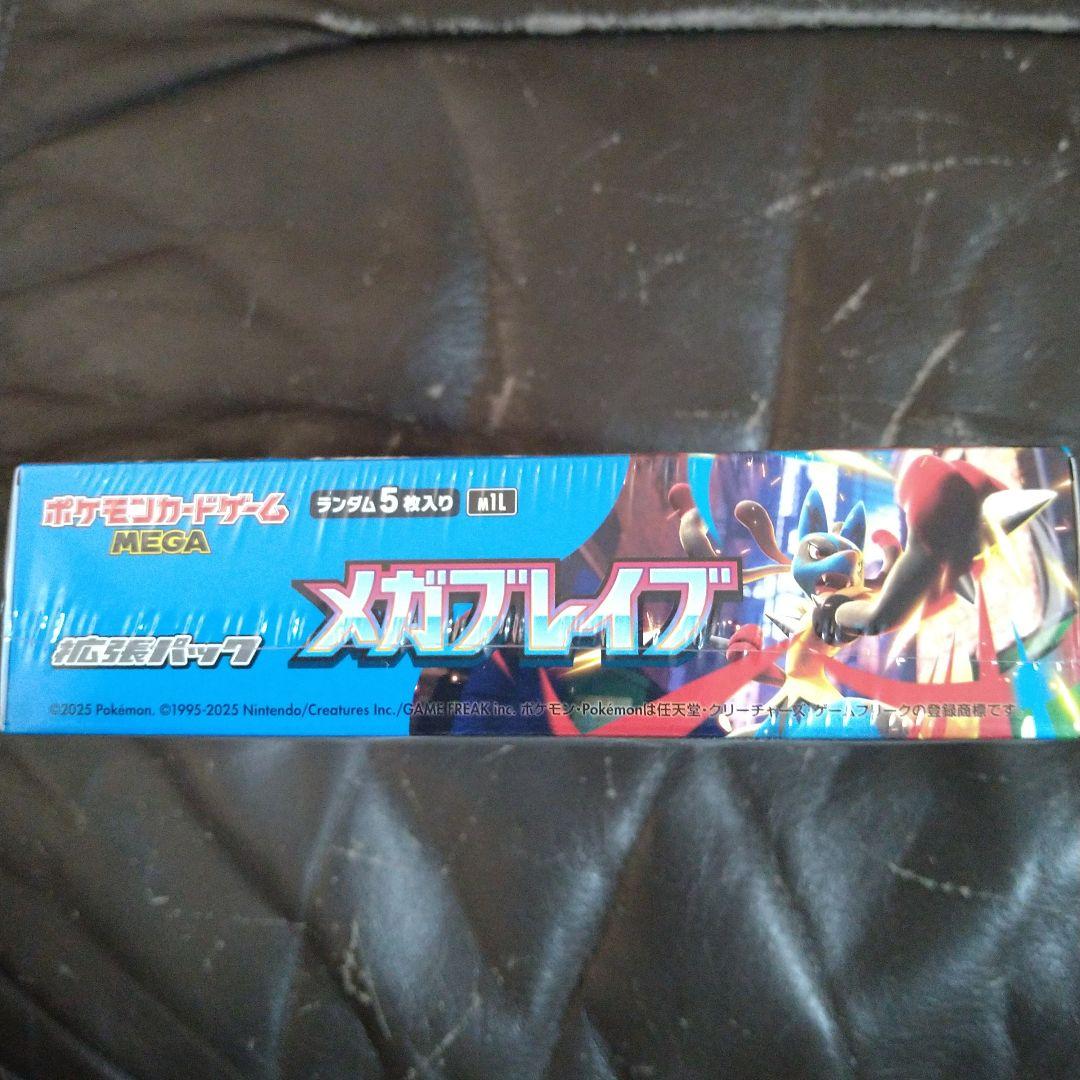 ポケモンカードゲーム
MEGA
ランダム5枚入り M1L
メガブレイブ
拡張パック
©2025 Pokémon. ©1995-2025 Nintendo/Creatures Inc./GAME FREAK inc. ポケモン・Pokémonは任天堂・クリーチャーズ・ゲームフリークの登録商標です。